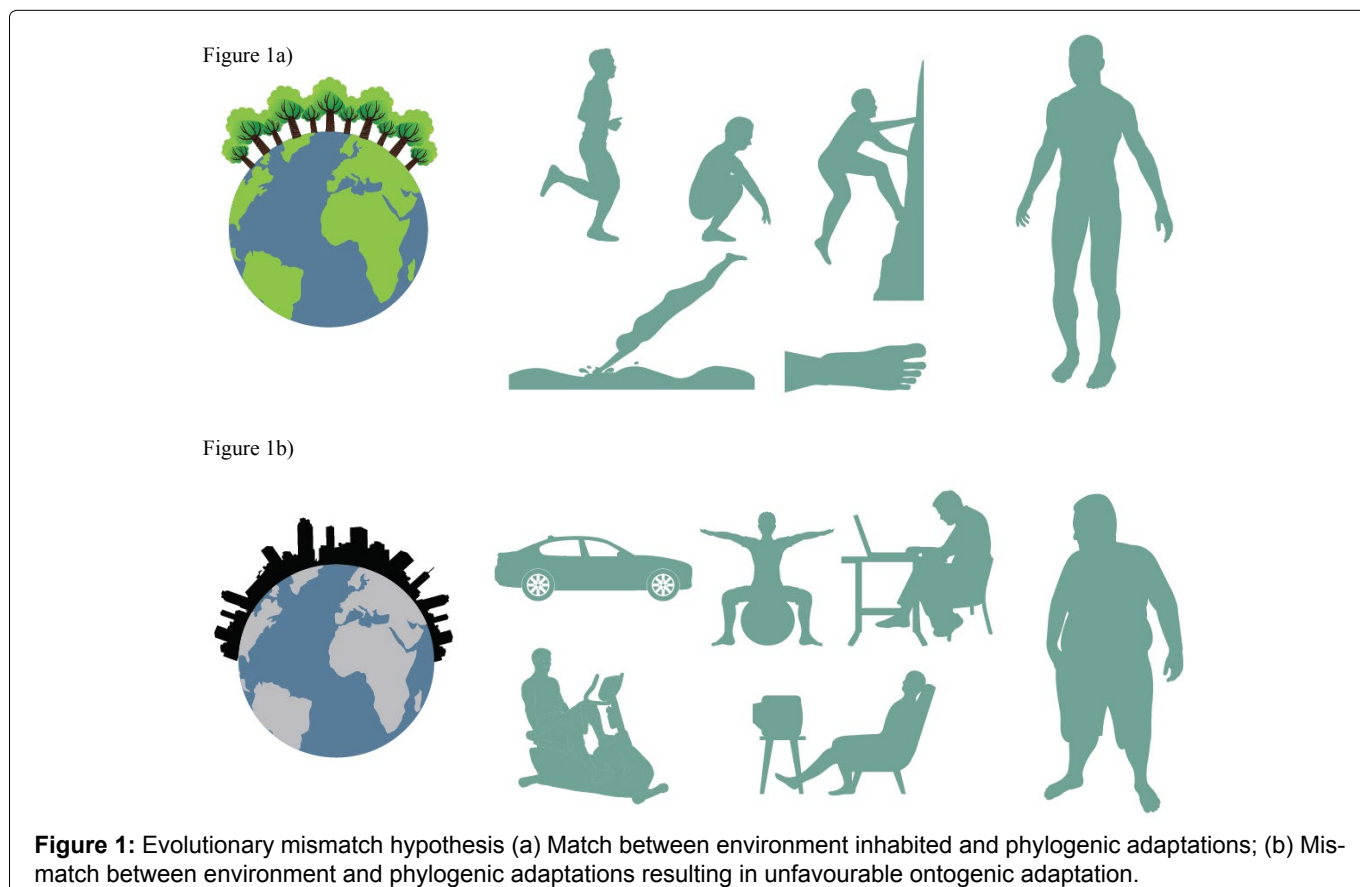 Figure 1a)
Figure 1b)
Figure 1: Evolutionary mismatch hypothesis (a) Match between environment inhabited and phylogenic adaptations; (b) Mis-
match between environment and phylogenic adaptations resulting in unfavourable ontogenic adaptation.